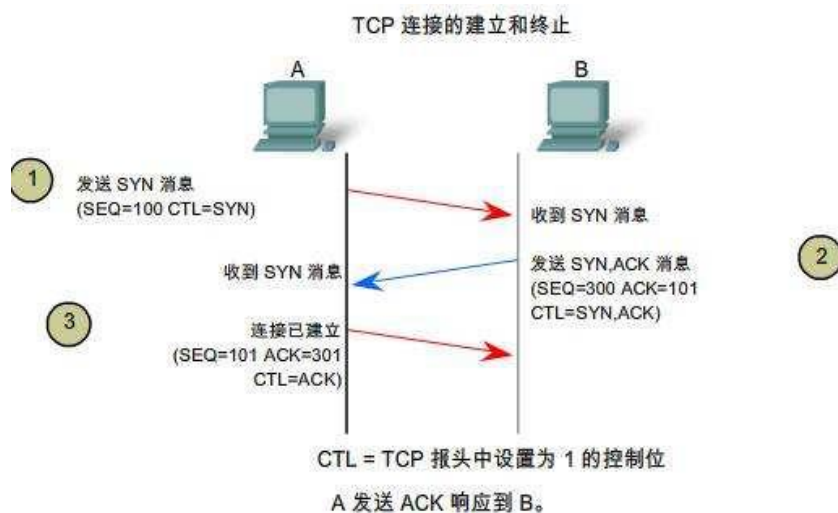 TCP 连接的建立和终止
A
B
1
发送 SYN 消息
(SEQ=100 CTL=SYN)
收到 SYN 消息
2
发送 SYN,ACK 消息
(SEQ=300 ACK=101
CTL=SYN,ACK)
收到 SYN 消息
3
连接已建立
(SEQ=101 ACK=301
CTL=ACK)
CTL = TCP 报头中设置为 1 的控制位
A 发送 ACK 响应到 B。